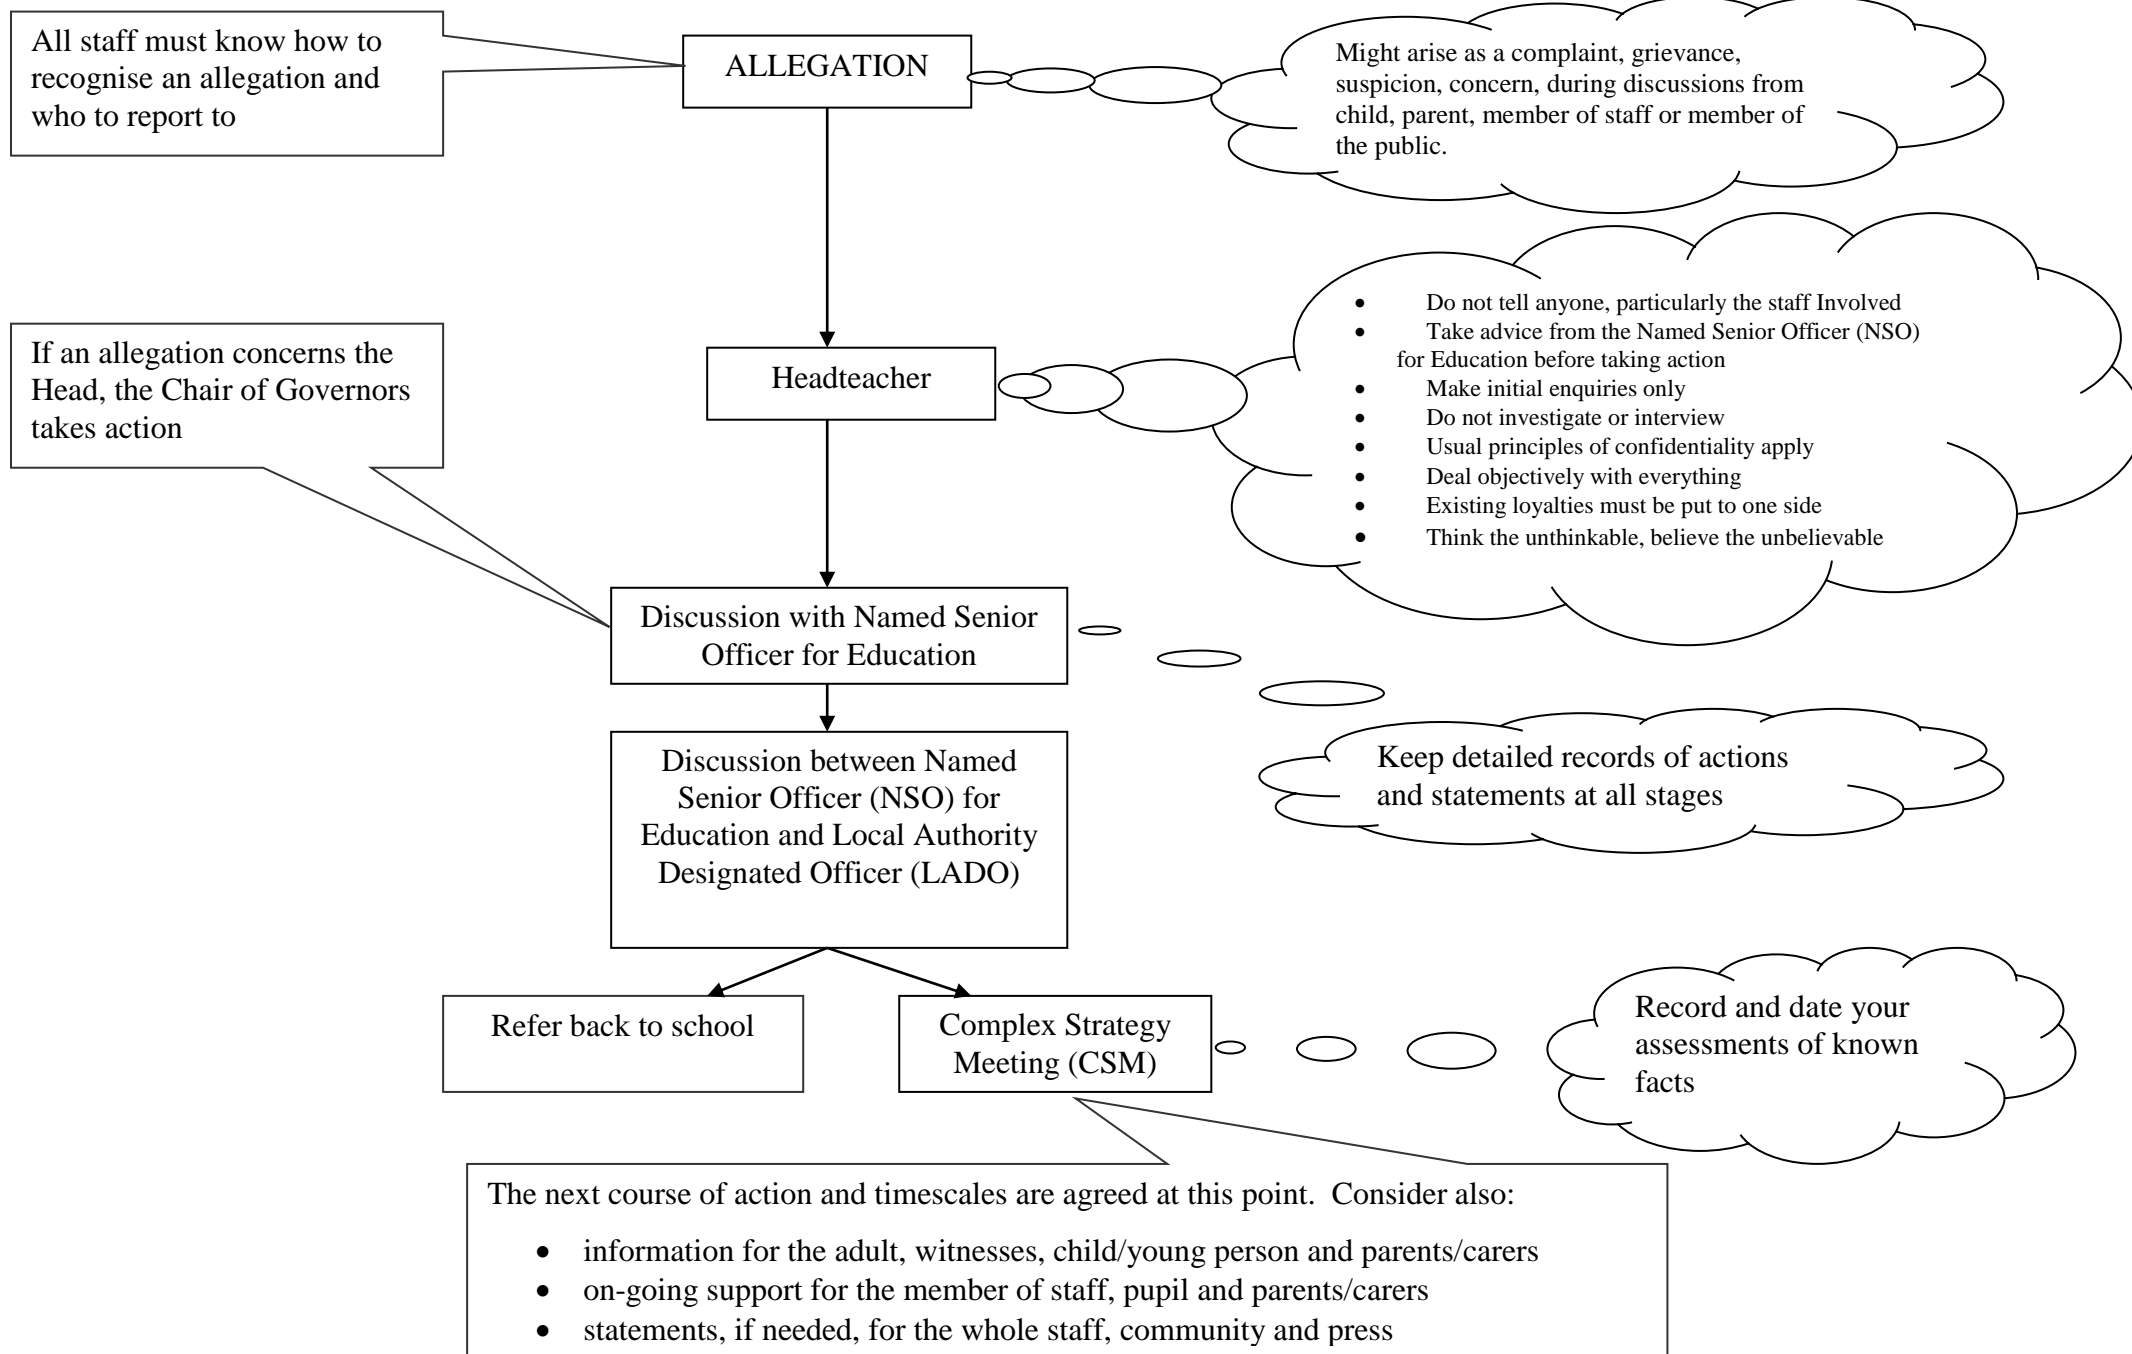 All staff must know how to
recognise an allegation and
who to report to
ALLEGATION
Might arise as a complaint, grievance,
suspicion, concern, during discussions from
child, parent, member of staff or member of
the public.
If an allegation concerns the
Head, the Chair of Governors
takes action
Headteacher
• Do not tell anyone, particularly the staff Involved
• Take advice from the Named Senior Officer (NSO)
for Education before taking action
• Make initial enquiries only
• Do not investigate or interview
• Usual principles of confidentiality apply
• Deal objectively with everything
• Existing loyalties must be put to one side
• Think the unthinkable, believe the unbelievable
Discussion with Named Senior
Officer for Education
Keep detailed records of actions
and statements at all stages
Discussion between Named
Senior Officer (NSO) for
Education and Local Authority
Designated Officer (LADO)
Refer back to school
Complex Strategy
Meeting (CSM)
Record and date your
assessments of known
facts
The next course of action and timescales are agreed at this point.  Consider also:
• information for the adult, witnesses, child/young person and parents/carers
• on-going support for the member of staff, pupil and parents/carers
• statements, if needed, for the whole staff, community and press